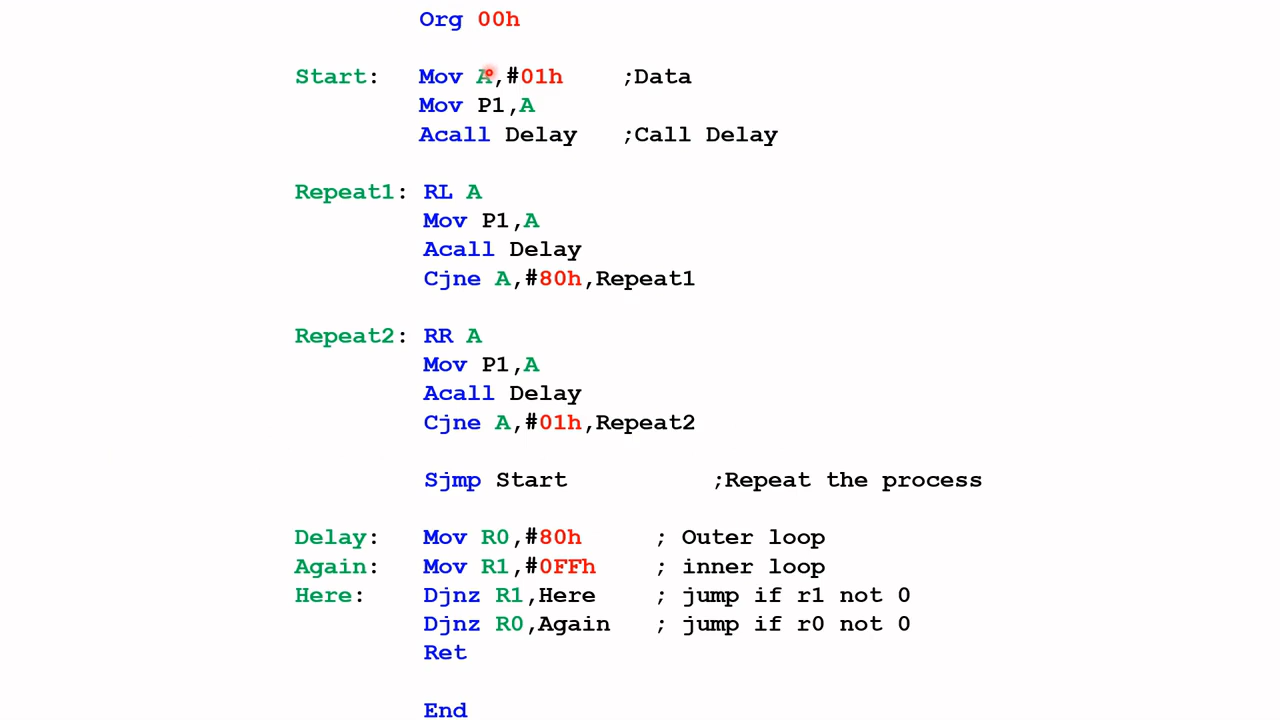 Org 00h
Start: Mov A,#01h ;Data
Mov P1,A
Acall Delay ;Call Delay
Repeat1: RL A
Mov P1,A
Acall Delay
Cjne A,#80h,Repeat1
Repeat2: RR A
Mov P1,A
Acall Delay
Cjne A,#01h,Repeat2
Sjmp Start ;Repeat the process
Delay: Mov R0,#80h ; Outer loop
Again: Mov R1,#0FFh ; inner loop
Here: Djnz R1,Here ; jump if r1 not 0
Djnz R0,Again ; jump if r0 not 0
Ret
End